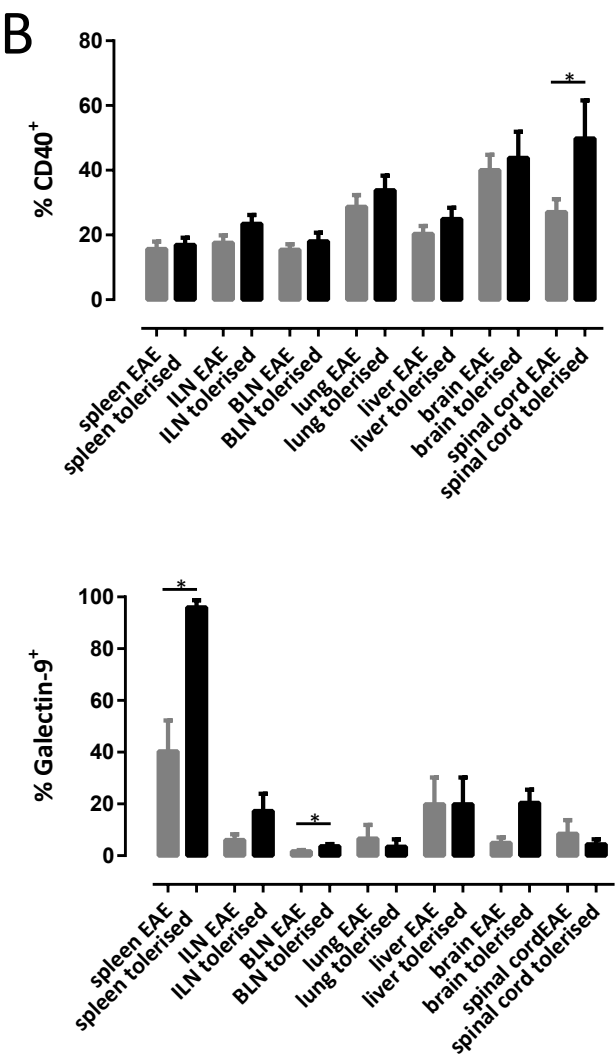 B
80
60
40
20
0
% CD40⁺
*
spleen EAE
spleen tolerised
ILN EAE
ILN tolerised
BLN EAE
BLN tolerised
lung EAE
lung tolerised
liver EAE
liver tolerised
brain EAE
brain tolerised
spinal cord EAE
spinal cord tolerised
100
80
60
40
20
0
% Galectin-9⁺
*
*
spleen EAE
spleen tolerised
ILN EAE
ILN tolerised
BLN EAE
BLN tolerised
lung EAE
lung tolerised
liver EAE
liver tolerised
brain EAE
brain tolerised
spinal cordEAE
spinal cord tolerised